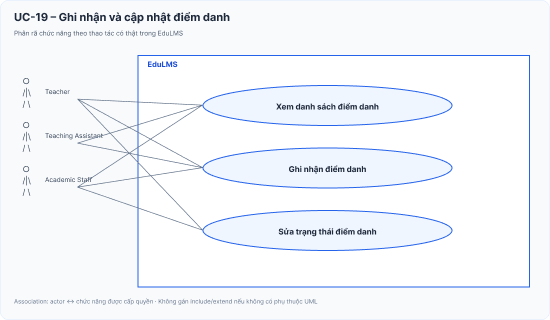 UC-19 – Ghi nhận và cập nhật điểm danh
Phân rã chức năng theo thao tác có thật trong EduLMS
EduLMS
Teacher
Xem danh sách điểm danh
Teaching Assistant
Ghi nhận điểm danh
Academic Staff
Sửa trạng thái điểm danh
Association: actor ↔ chức năng được cấp quyền · Không gán include/extend nếu không có phụ thuộc UML